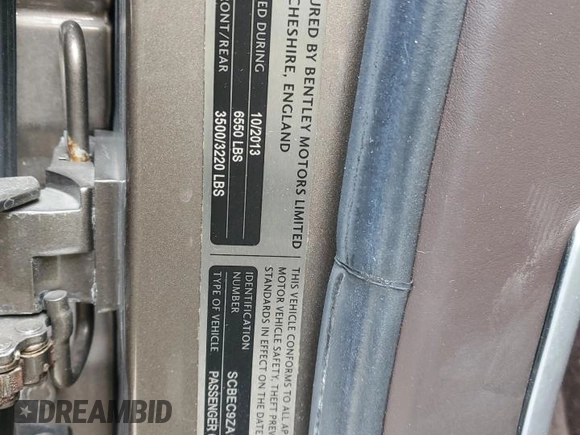 URED BY BENTLEY MOTORS LIMITED
CHESHIRE, ENGLAND
ED DURING 10/2013
6550 LBS
ONT/REAR 3500/3220 LBS
THIS VEHICLE CONFORMS TO ALL AP
MOTOR VEHICLE SAFETY, THEFT PREV
STANDARDS IN EFFECT ON THE DATE
IDENTIFICATION NUMBER SCBEC9ZA
TYPE OF VEHICLE PASSENGER
DREAMBID